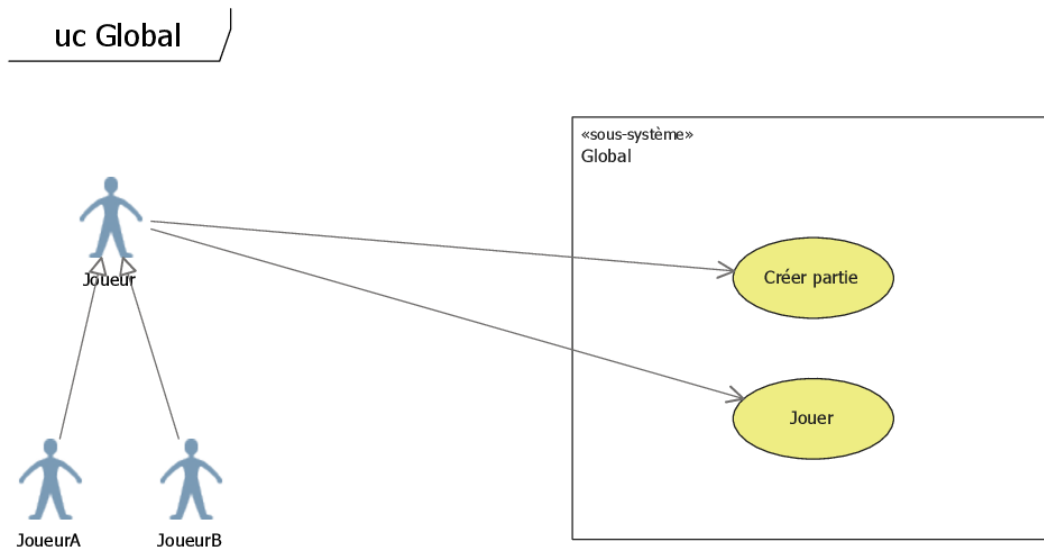 uc Global
«sous-système»
Global
Joueur
Créer partie
Jouer
JoueurA
JoueurB